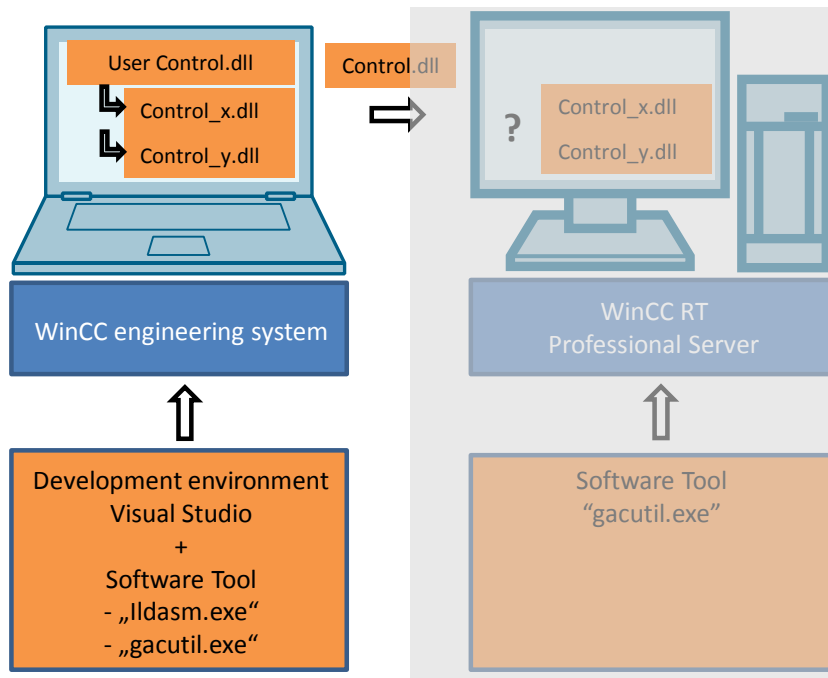 User Control.dll
Control_x.dll
Control_y.dll
Control.dll
?
Control_x.dll
Control_y.dll
WinCC engineering system
WinCC RT
Professional Server
Development environment
Visual Studio
+
Software Tool
- „Ildasm.exe“
- „gacutil.exe“
Software Tool
“gacutil.exe”